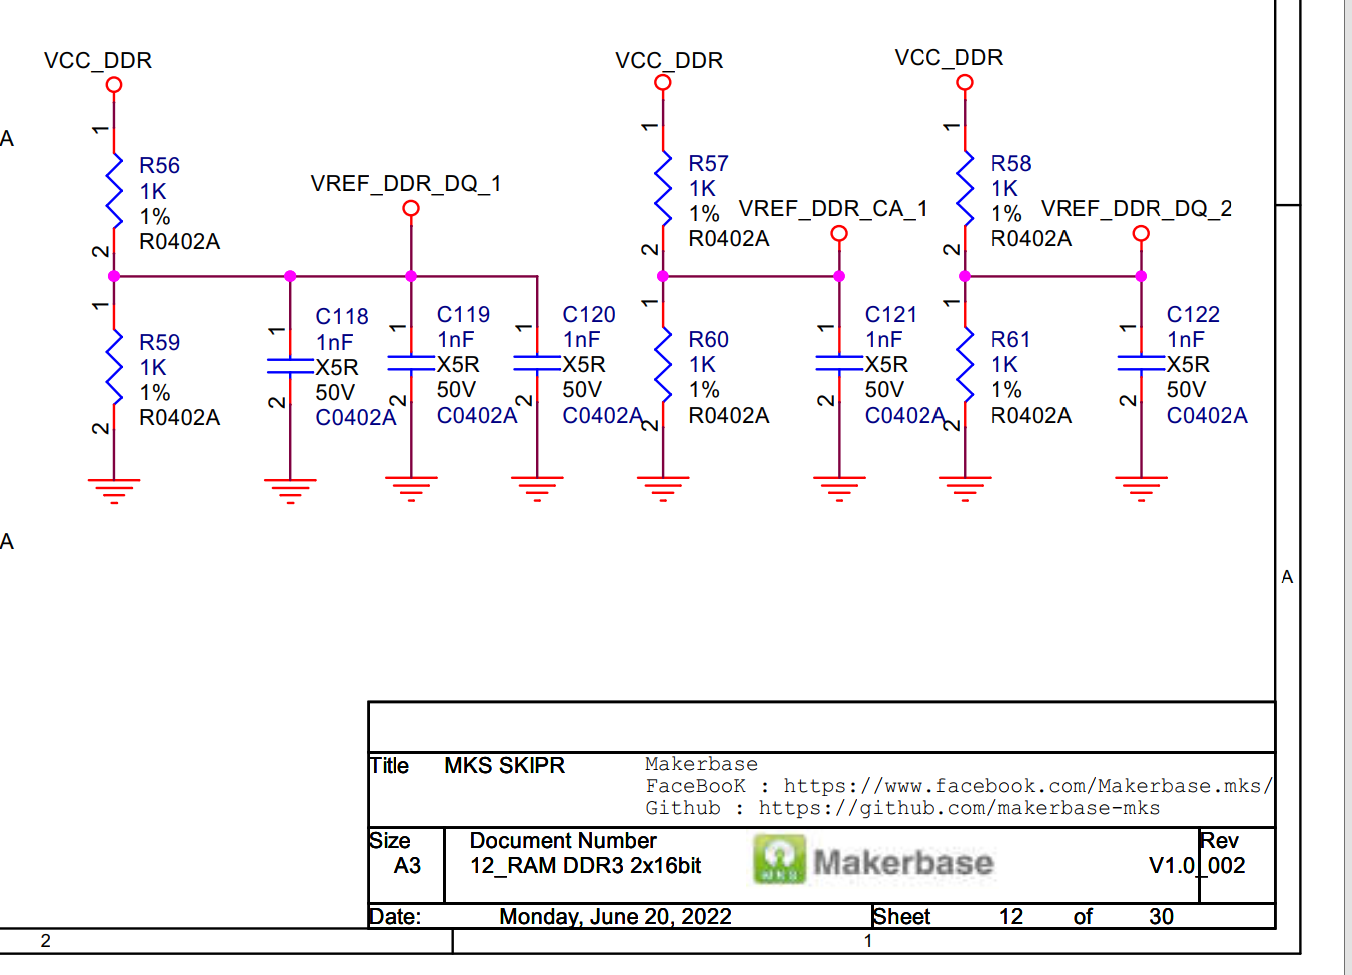 VCC_DDR
VCC_DDR
VCC_DDR
A
1
R56
1K
1%
R0402A
2
VREF_DDR_DQ_1
1
R57
1K
1%
R0402A
2
VREF_DDR_CA_1
1
R58
1K
1%
R0402A
2
VREF_DDR_DQ_2
1
R59
1K
1%
R0402A
2
1
C118
1nF
X5R
50V
C0402A
2
1
C119
1nF
X5R
50V
C0402A
2
1
C120
1nF
X5R
50V
C0402A
2
1
R60
1K
1%
R0402A
2
1
C121
1nF
X5R
50V
C0402A
2
1
R61
1K
1%
R0402A
2
1
C122
1nF
X5R
50V
C0402A
2
A
A
Title MKS SKIPR
Makerbase
FaceBooK : https://www.facebook.com/Makerbase.mks/
Github : https://github.com/makerbase-mks
Size
A3
Document Number
12_RAM DDR3 2x16bit
MKS
Makerbase
Rev
V1.0_002
Date: Monday, June 20, 2022
Sheet 12 of 30
2
1